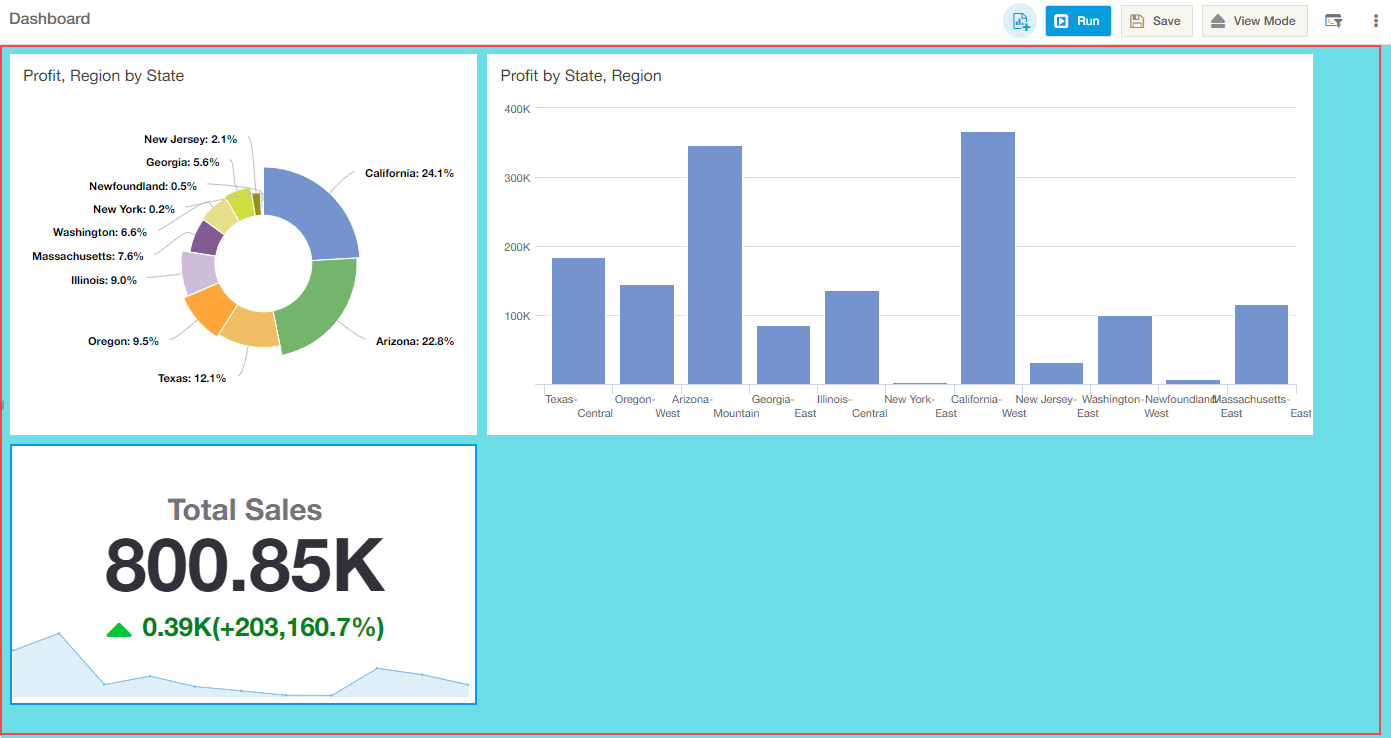 Dashboard
Run
Save
View Mode
Profit, Region by State
New Jersey: 2.1%
Georgia: 5.6%
California: 24.1%
Newfoundland: 0.5%
New York: 0.2%
Washington: 6.6%
Massachusetts: 7.6%
Illinois: 9.0%
Oregon: 9.5%
Arizona: 22.8%
Texas: 12.1%
Profit by State, Region
400K
300K
200K
100K
Texas- Oregon- Arizona- Georgia- Illinois- New York- California- New Jersey- Washington- Newfoundland- Massachusetts-
Central West Mountain East Central East West East West East East
Total Sales
800.85K
0.39K(+203,160.7%)